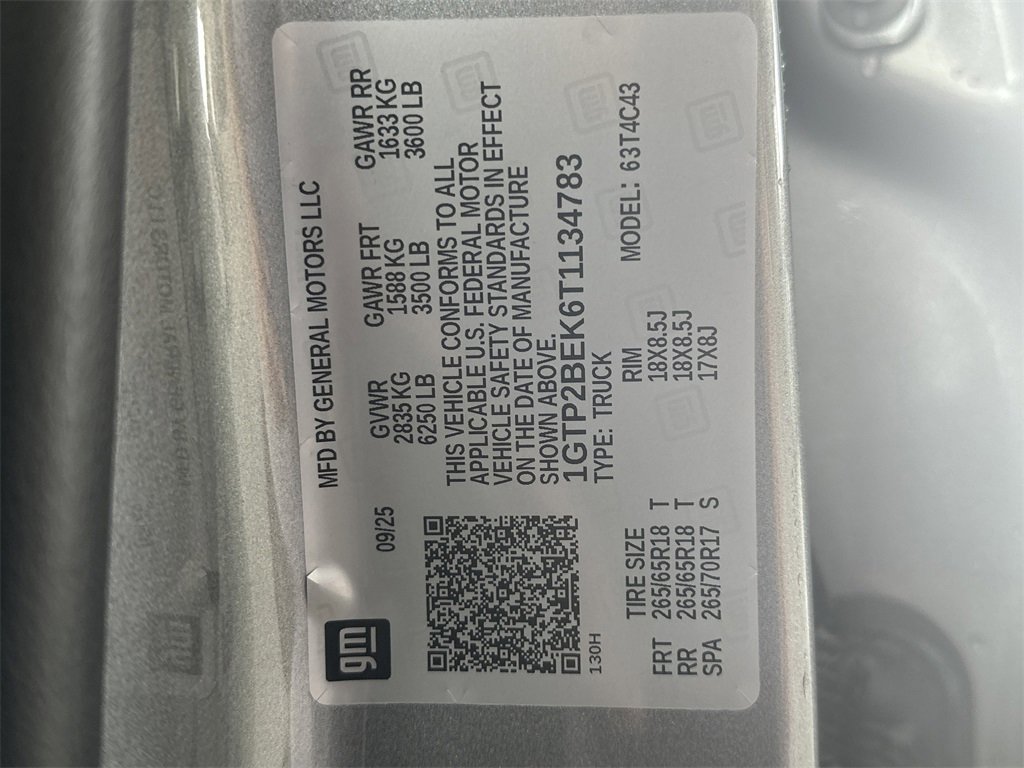 MFD BY GENERAL MOTORS LLC
gm
09/25
GVWR GAWR FRT GAWR RR
2835 KG 1588 KG 1633 KG
6250 LB 3500 LB 3600 LB
THIS VEHICLE CONFORMS TO ALL
APPLICABLE U.S. FEDERAL MOTOR
VEHICLE SAFETY STANDARDS IN EFFECT
ON THE DATE OF MANUFACTURE
SHOWN ABOVE.
1GTP2BEK6T1134783
TYPE: TRUCK MODEL: 63T4C43
130H
TIRE SIZE RIM
FRT 265/65R18 T 18X8.5J
RR 265/65R18 T 18X8.5J
SPA 265/70R17 S 17X8J